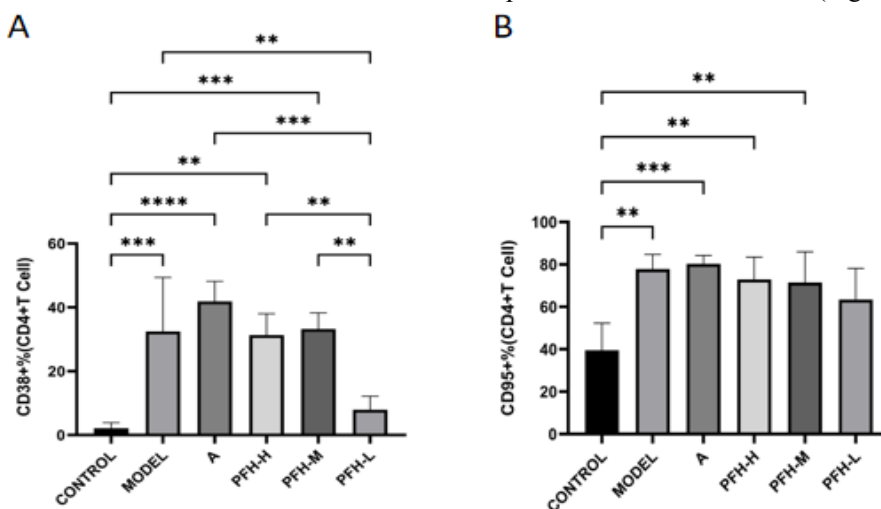 A
**
***
***
**
****
**
***
**
60
40
20
0
CD38+%(CD4+T Cell)
CONTROL
MODEL
A
PFH-H
PFH-M
PFH-L
B
**
**
***
**
100
80
60
40
20
0
CD95+%(CD4+T Cell)
CONTROL
MODEL
A
PFH-H
PFH-M
PFH-L